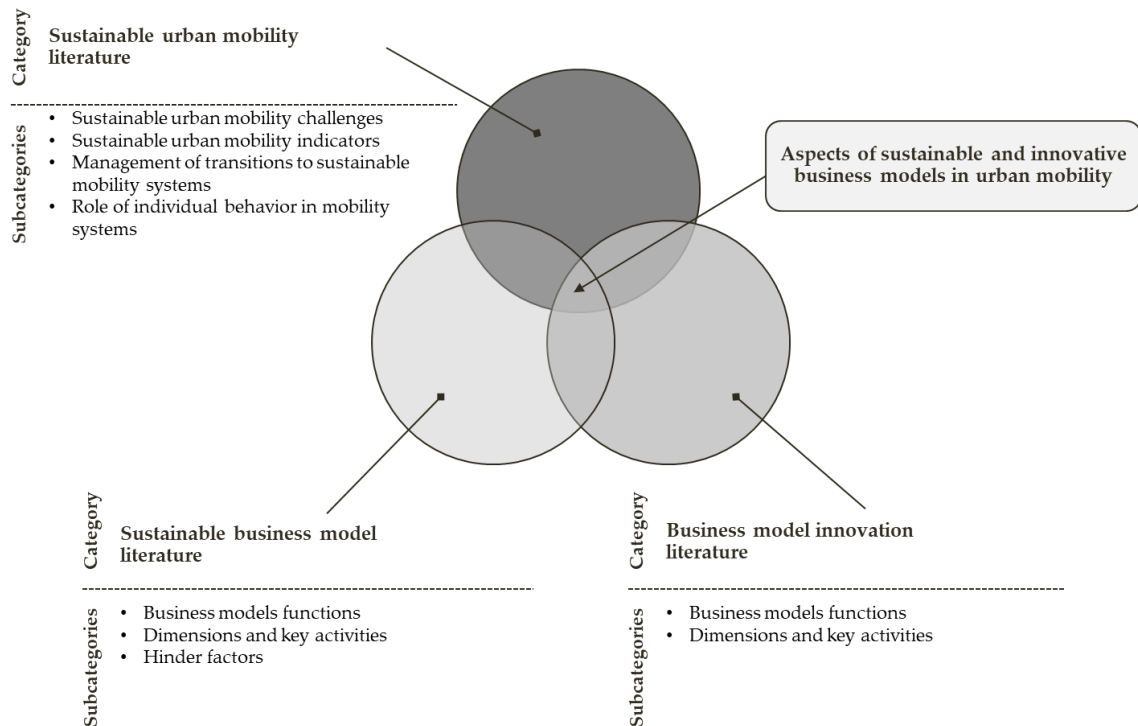 Category
Sustainable urban mobility
literature
Subcategories
• Sustainable urban mobility challenges
• Sustainable urban mobility indicators
• Management of transitions to sustainable
mobility systems
• Role of individual behavior in mobility
systems
Aspects of sustainable and innovative
business models in urban mobility
Category
Sustainable business model
literature
Subcategories
• Business models functions
• Dimensions and key activities
• Hinder factors
Category
Business model innovation
literature
Subcategories
• Business models functions
• Dimensions and key activities